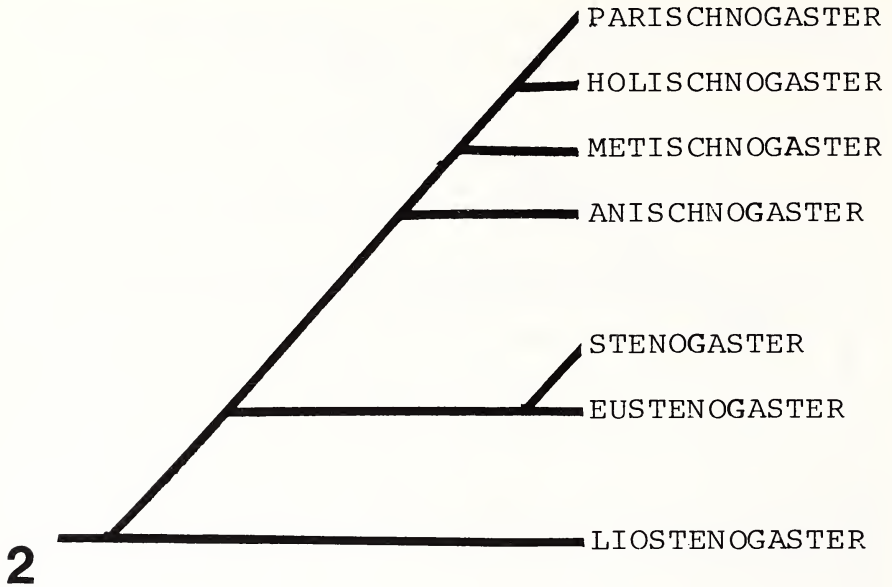 PARISCHNOGASTER
HOLISCHNOGASTER
METISCHNOGASTER
ANISCHNOGASTER
STENOGASTER
EUSTENOGASTER
LIOSTENOGASTER
2